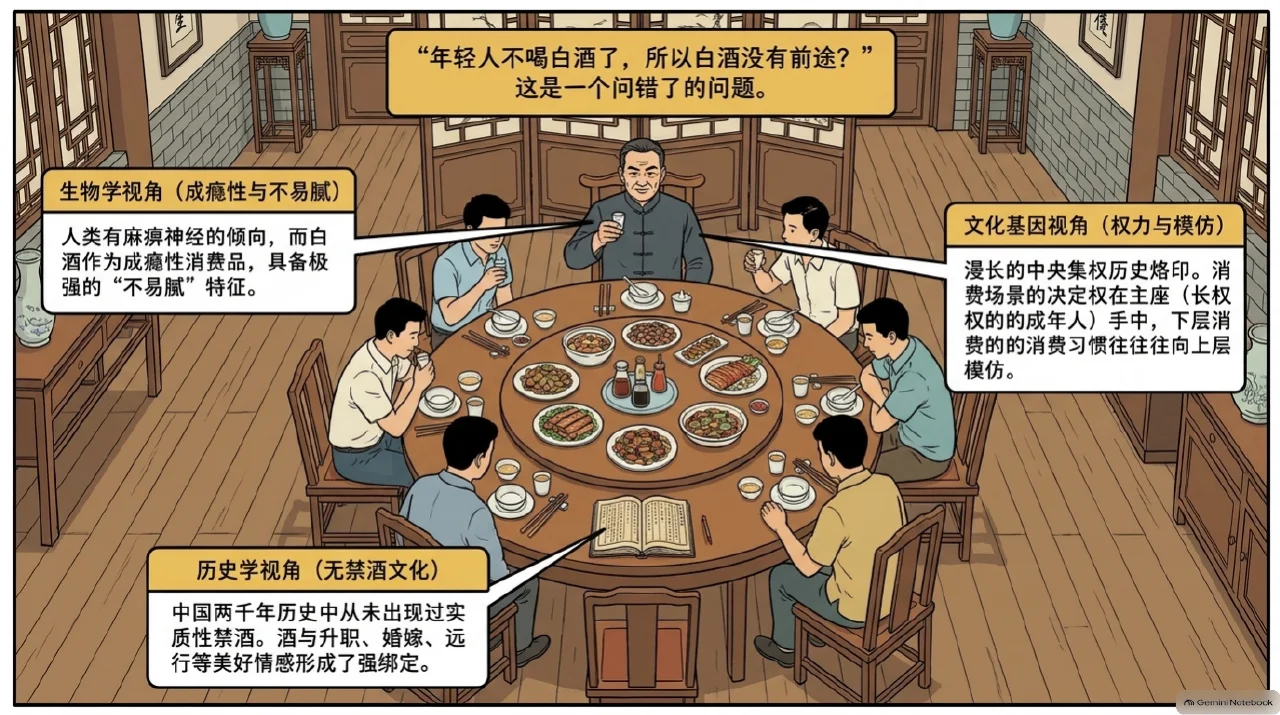 “年轻人不喝白酒了，所以白酒没有前途？”
这是一个问错了的问题。
生物学视角（成瘾性与不易腻）
人类有麻痹神经的倾向，而白
酒作为成瘾性消费品，具备极
强的“不易腻”特征。
文化基因视角（权力与模仿）
漫长的中央集权历史烙印。消
费场景的决定权在主座（长权
权的的成年人）手中，下层消
费的的消费习惯往往往向上层
模仿。
历史学视角（无禁酒文化）
中国两千年历史中从未出现过实
质性禁酒。酒与升职、婚嫁、远
行等美好情感形成了强绑定。
Gemini Notebook